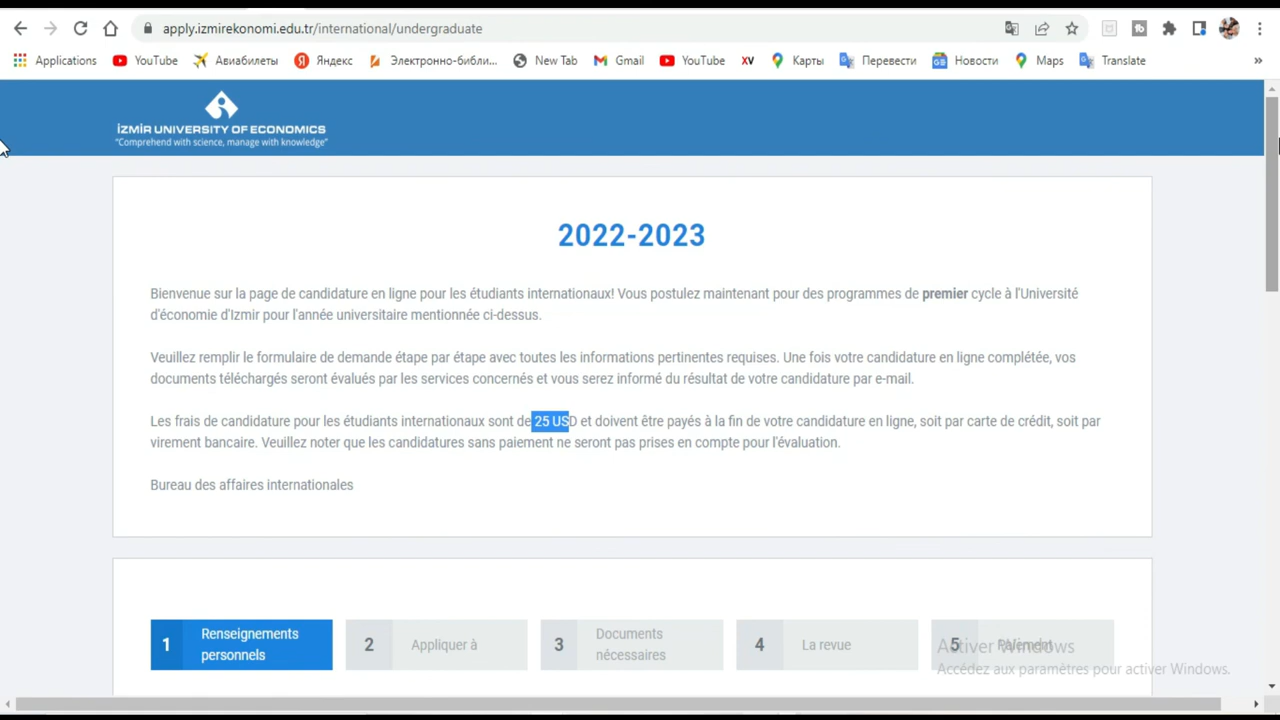 apply.izmirekonomi.edu.tr/international/undergraduate
Applications YouTube Авиабилеты Яндекс Электронно-библи... New Tab Gmail YouTube XV Карты Перевести Новости Maps Translate »
İZMİR UNIVERSITY OF ECONOMICS
"Comprehend with science, manage with knowledge"
2022-2023
Bienvenue sur la page de candidature en ligne pour les étudiants internationaux! Vous postulez maintenant pour des programmes de premier cycle à l'Université
d'économie d'Izmir pour l'année universitaire mentionnée ci-dessus.
Veuillez remplir le formulaire de demande étape par étape avec toutes les informations pertinentes requises. Une fois votre candidature en ligne complétée, vos
documents téléchargés seront évalués par les services concernés et vous serez informé du résultat de votre candidature par e-mail.
Les frais de candidature pour les étudiants internationaux sont de 25 USD et doivent être payés à la fin de votre candidature en ligne, soit par carte de crédit, soit par
virement bancaire. Veuillez noter que les candidatures sans paiement ne seront pas prises en compte pour l'évaluation.
Bureau des affaires internationales
1 Renseignements personnels
2 Appliquer à
3 Documents nécessaires
4 La revue
5 Paiement
Activer Windows
Accédez aux paramètres pour activer Windows.